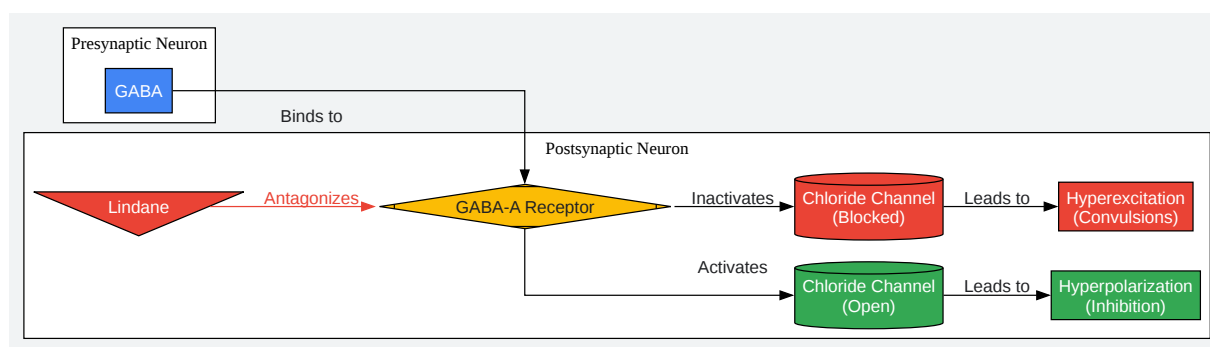 Presynaptic Neuron
GABA
Binds to
Postsynaptic Neuron
Lindane
Antagonizes
GABA-A Receptor
Inactivates
Chloride Channel
(Blocked)
Leads to
Hyperexcitation
(Convulsions)
Activates
Chloride Channel
(Open)
Leads to
Hyperpolarization
(Inhibition)